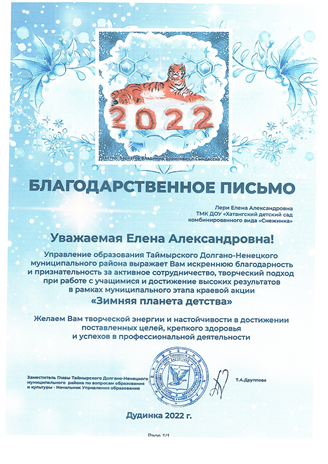 2022
БЛАГОДАРСТВЕННОЕ ПИСЬМО
Лери Елена Александровна
ТМК ДОУ «Хатангский детский сад
комбинированного вида «Снежинка»
Уважаемая Елена Александровна!
Управление образования Таймырского Долгано-Ненецкого
муниципального района выражает Вам искреннюю благодарность
и признательность за активное сотрудничество, творческий подход
при работе с учащимися и достижение высоких результатов
в рамках муниципального этапа краевой акции
«Зимняя планета детства»
Желаем Вам творческой энергии и настойчивости в достижении
поставленных целей, крепкого здоровья
и успехов в профессиональной деятельности
Заместитель Главы Таймырского Долгано-Ненецкого
муниципального района по вопросам образования
и культуры - Начальник Управления образования
Т.А.Друппова
Дудинка 2022 г.